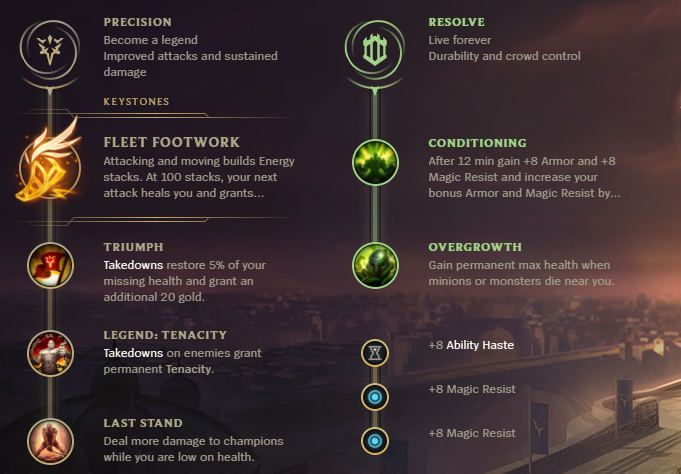 PRECISION
Become a legend
Improved attacks and sustained
damage
KEYSTONES
FLEET FOOTWORK
Attacking and moving builds Energy
stacks. At 100 stacks, your next
attack heals you and grants...
TRIUMPH
Takedowns restore 5% of your
missing health and grant an
additional 20 gold.
LEGEND: TENACITY
Takedowns on enemies grant
permanent Tenacity.
LAST STAND
Deal more damage to champions
while you are low on health.
RESOLVE
Live forever
Durability and crowd control
CONDITIONING
After 12 min gain +8 Armor and +8
Magic Resist and increase your
bonus Armor and Magic Resist by...
OVERGROWTH
Gain permanent max health when
minions or monsters die near you.
+8 Ability Haste
+8 Magic Resist
+8 Magic Resist